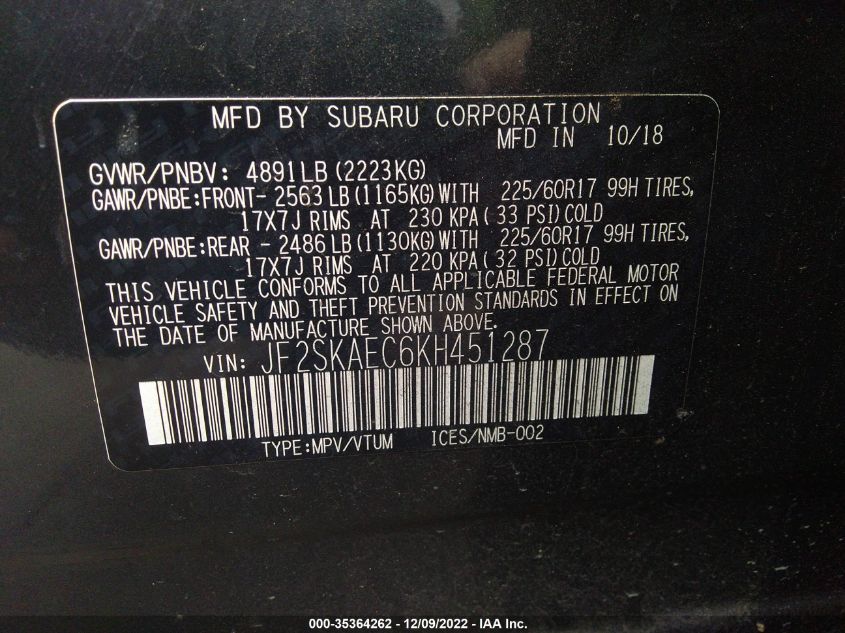 MFD BY SUBARU CORPORATION
MFD IN 10/18
GVWR/PNBV: 4891LB(2223KG)
GAWR/PNBE:FRONT- 2563LB(1165KG)WITH 225/60R17 99H TIRES,
17X7J RIMS AT 230 KPA( 33 PSI)COLD
GAWR/PNBE:REAR - 2486LB(1130KG)WITH 225/60R17 99H TIRES,
17X7J RIMS AT 220 KPA( 32 PSI)COLD
THIS VEHICLE CONFORMS TO ALL APPLICABLE FEDERAL MOTOR
VEHICLE SAFETY AND THEFT PREVENTION STANDARDS IN EFFECT ON
THE DATE OF MANUFACTURE SHOWN ABOVE.
VIN: JF2SKAEC6KH451287
TYPE:MPV/VTUM ICES/NMB-002
000-35364262 - 12/09/2022 - IAA Inc.